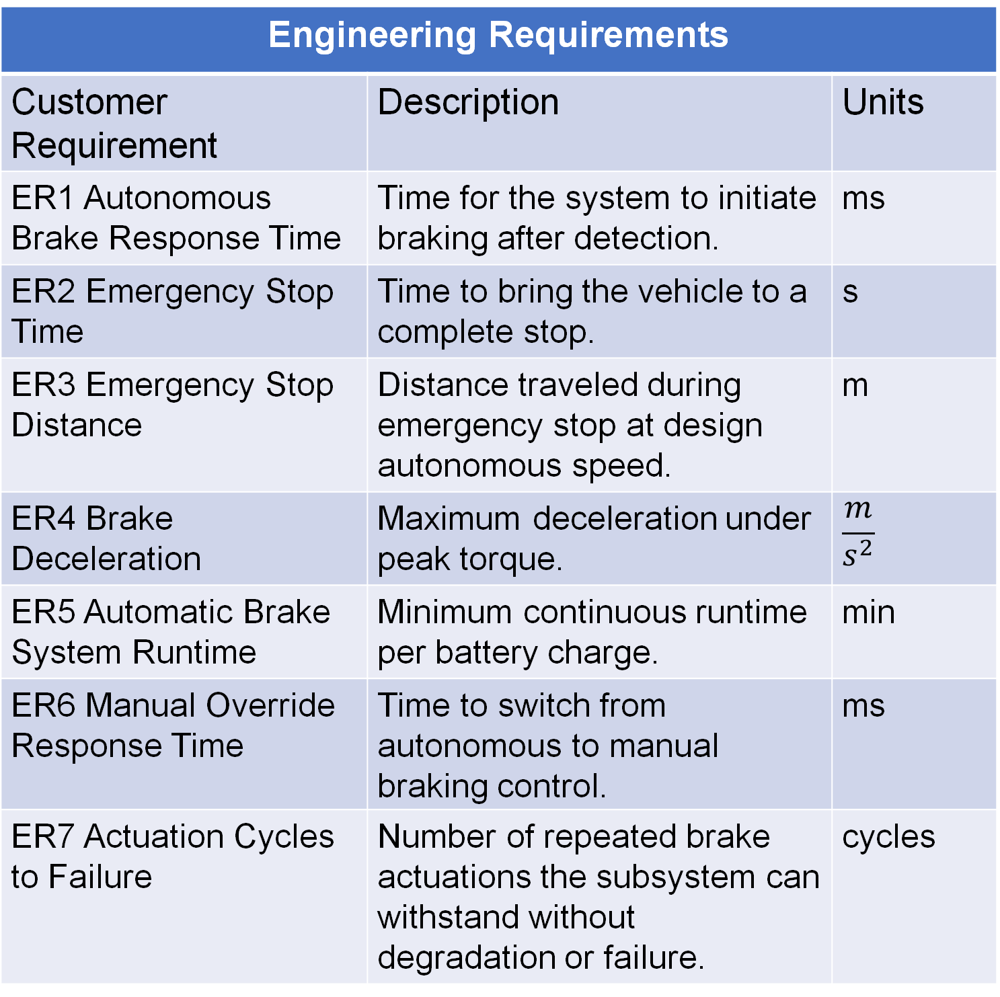 Engineering Requirements
Customer
Requirement
Description
Units
ER1 Autonomous
Brake Response Time
Time for the system to initiate
braking after detection.
ms
ER2 Emergency Stop
Time
Time to bring the vehicle to a
complete stop.
s
ER3 Emergency Stop
Distance
Distance traveled during
emergency stop at design
autonomous speed.
m
ER4 Brake
Deceleration
Maximum deceleration under
peak torque.
m
s²
ER5 Automatic Brake
System Runtime
Minimum continuous runtime
per battery charge.
min
ER6 Manual Override
Response Time
Time to switch from
autonomous to manual
braking control.
ms
ER7 Actuation Cycles
to Failure
Number of repeated brake
actuations the subsystem can
withstand without
degradation or failure.
cycles